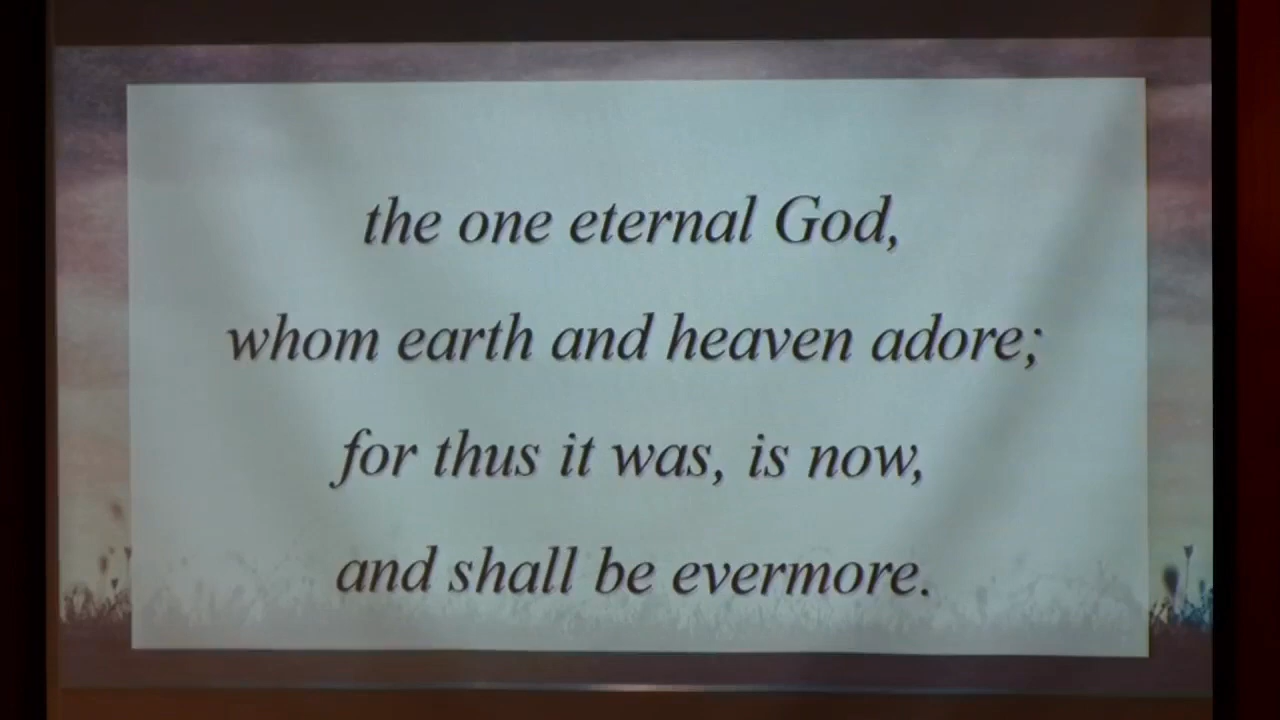 the one eternal God,
whom earth and heaven adore;
for thus it was, is now,
and shall be evermore.